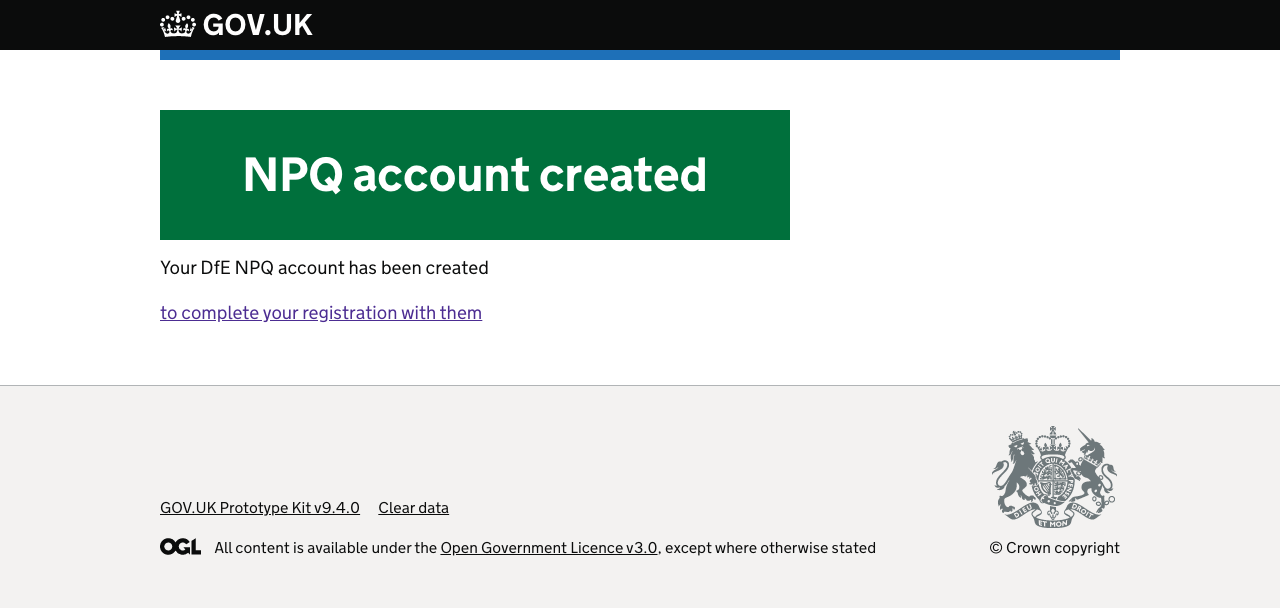 GOV.UK
NPQ account created
Your DfE NPQ account has been created
to complete your registration with them
GOV.UK Prototype Kit v9.4.0 Clear data
OGL All content is available under the Open Government Licence v3.0, except where otherwise stated
DIEU ET MON DROIT
© Crown copyright